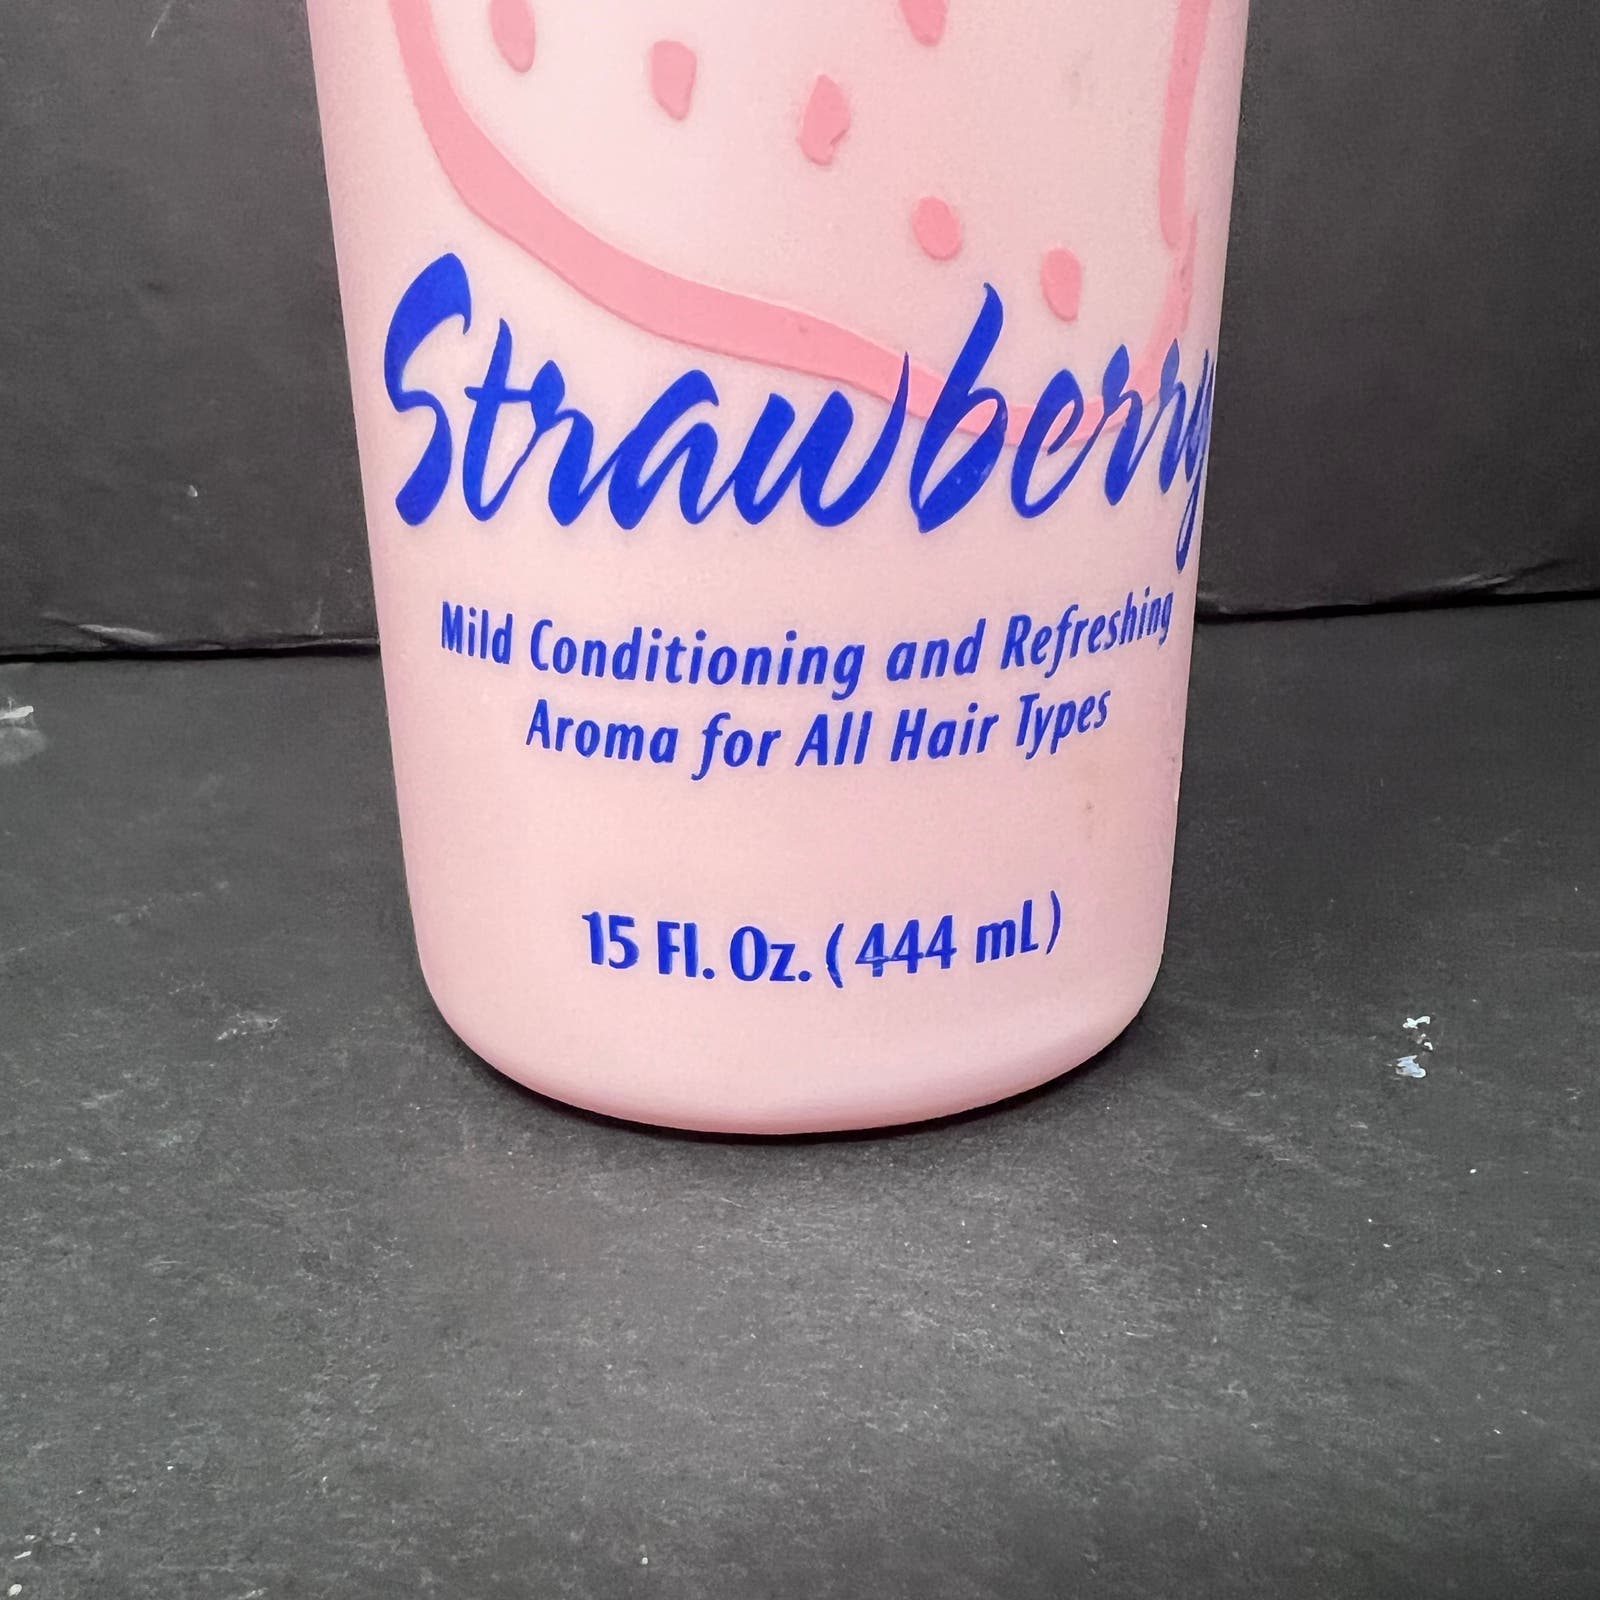 Strawberry
Mild Conditioning and Refreshing
Aroma for All Hair Types
15 Fl. Oz. (444 mL)